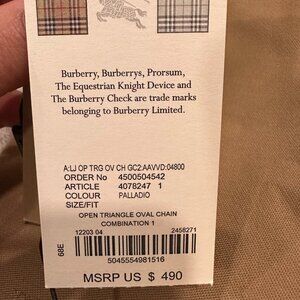 Burberry, Burberrys, Prorsum,
The Equestrian Knight Device and
The Burberry Check are trade marks
belonging to Burberry Limited.
A:LJ OP TRG OV CH GC2:AAVVD:04800
ORDER No 4500504542
ARTICLE 4078247 1
COLOUR PALLADIO
SIZE/FIT
OPEN TRIANGLE OVAL CHAIN
COMBINATION 1
12203 04 2458271
68E
5045554981516
MSRP US $ 490